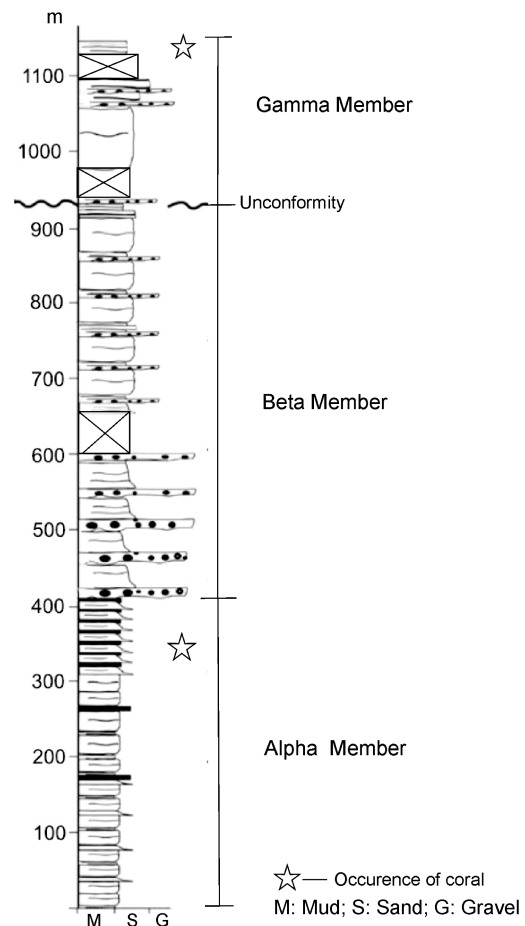 m
1100
Gamma Member
1000
Unconformity
900
800
700
Beta Member
600
500
400
300
Alpha Member
200
100
Occurence of coral
M: Mud; S: Sand; G: Gravel
M S G